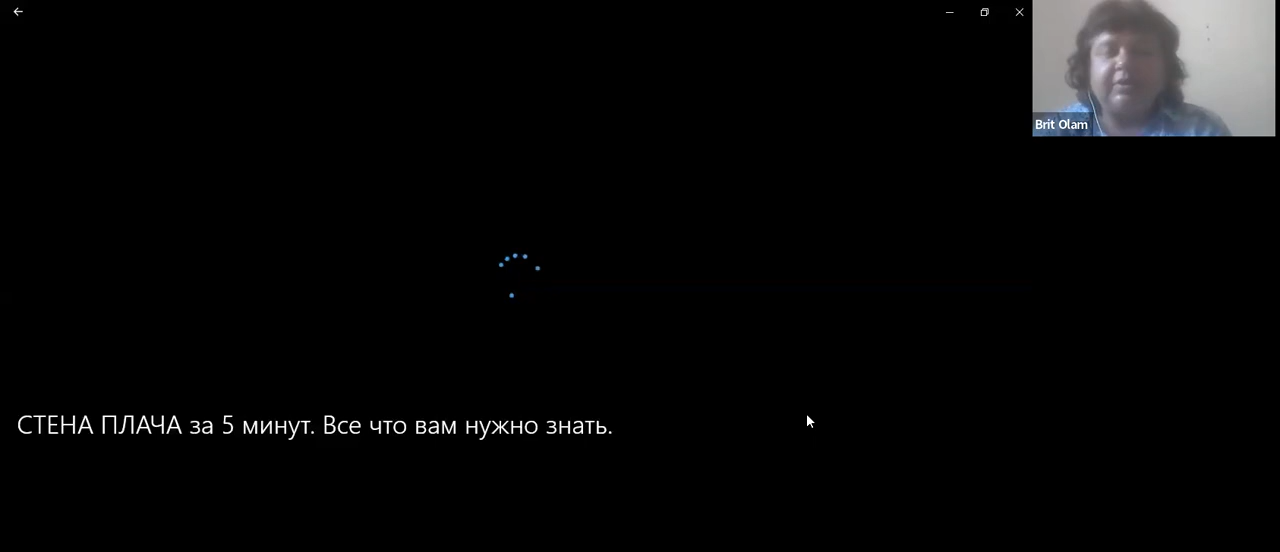 Brit Olam
СТЕНА ПЛАЧА за 5 минут. Все что вам нужно знать.